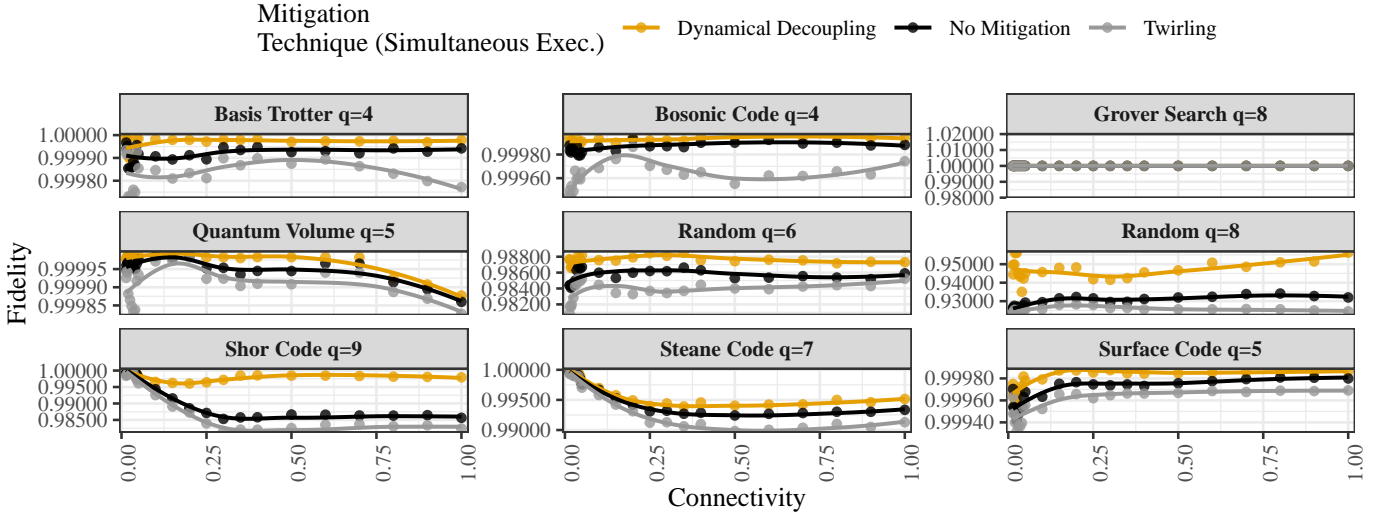 Mitigation
Technique (Simultaneous Exec.)
Dynamical Decoupling
No Mitigation
Twirling
Fidelity
Basis Trotter q=4
1.00000
0.99990
0.99980
Bosonic Code q=4
0.99980
0.99960
Grover Search q=8
1.02000
1.01000
1.00000
0.99000
0.98000
Quantum Volume q=5
0.99995
0.99990
0.99985
Random q=6
0.98800
0.98600
0.98400
0.98200
Random q=8
0.95000
0.94000
0.93000
Shor Code q=9
1.00000
0.99500
0.99000
0.98500
Steane Code q=7
1.00000
0.99500
0.99000
Surface Code q=5
0.99980
0.99960
0.99940
0.00
0.25
0.50
0.75
1.00
0.00
0.25
0.50
0.75
1.00
0.00
0.25
0.50
0.75
1.00
Connectivity